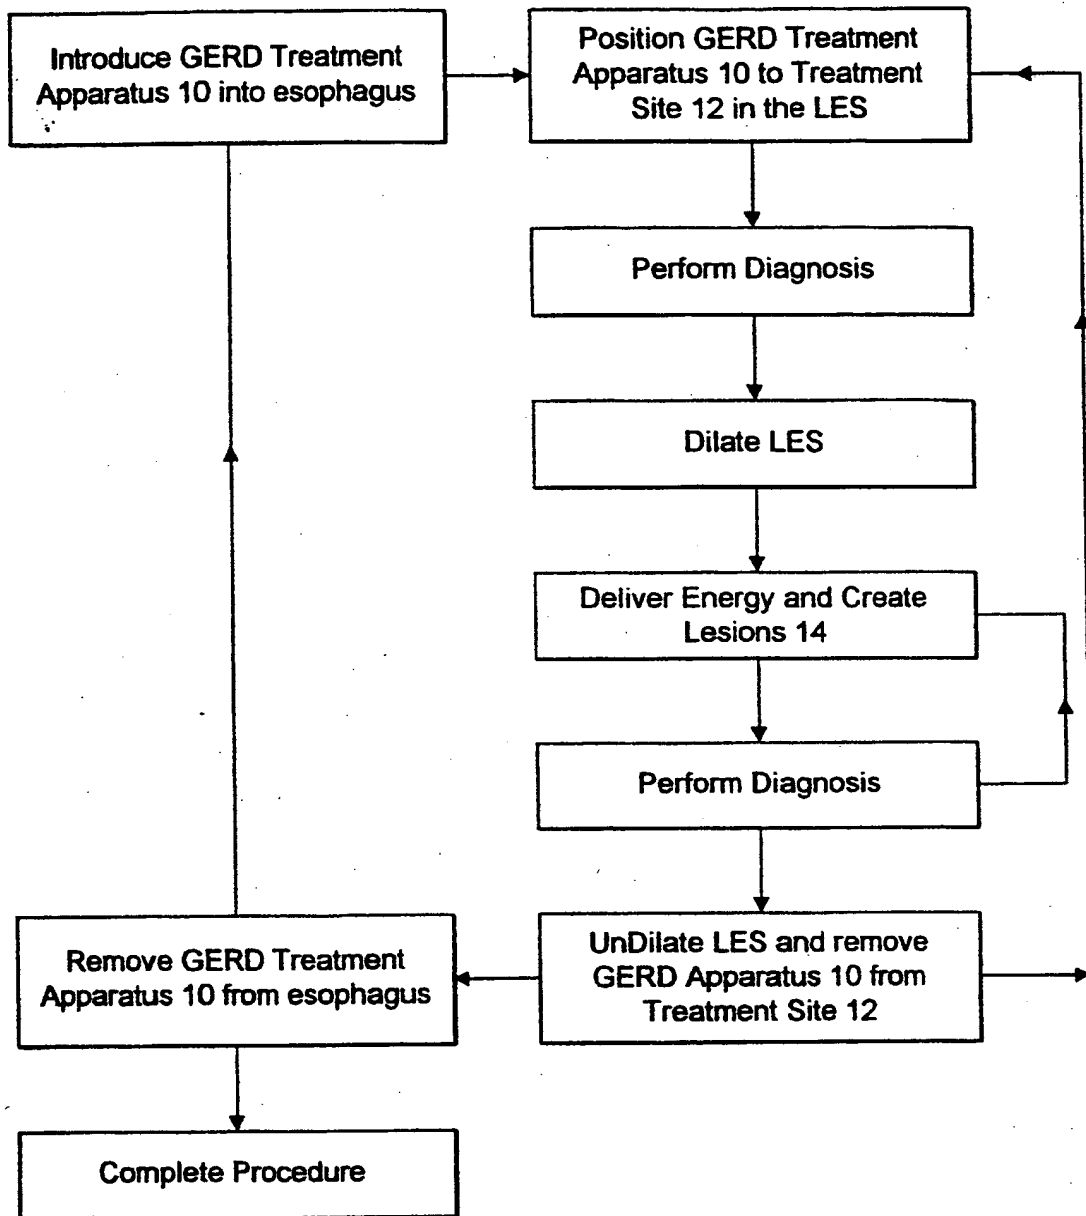 Introduce GERD Treatment
Apparatus 10 into esophagus
Position GERD Treatment
Apparatus 10 to Treatment
Site 12 in the LES
Perform Diagnosis
Dilate LES
Deliver Energy and Create
Lesions 14
Perform Diagnosis
UnDilate LES and remove
GERD Apparatus 10 from
Treatment Site 12
Remove GERD Treatment
Apparatus 10 from esophagus
Complete Procedure